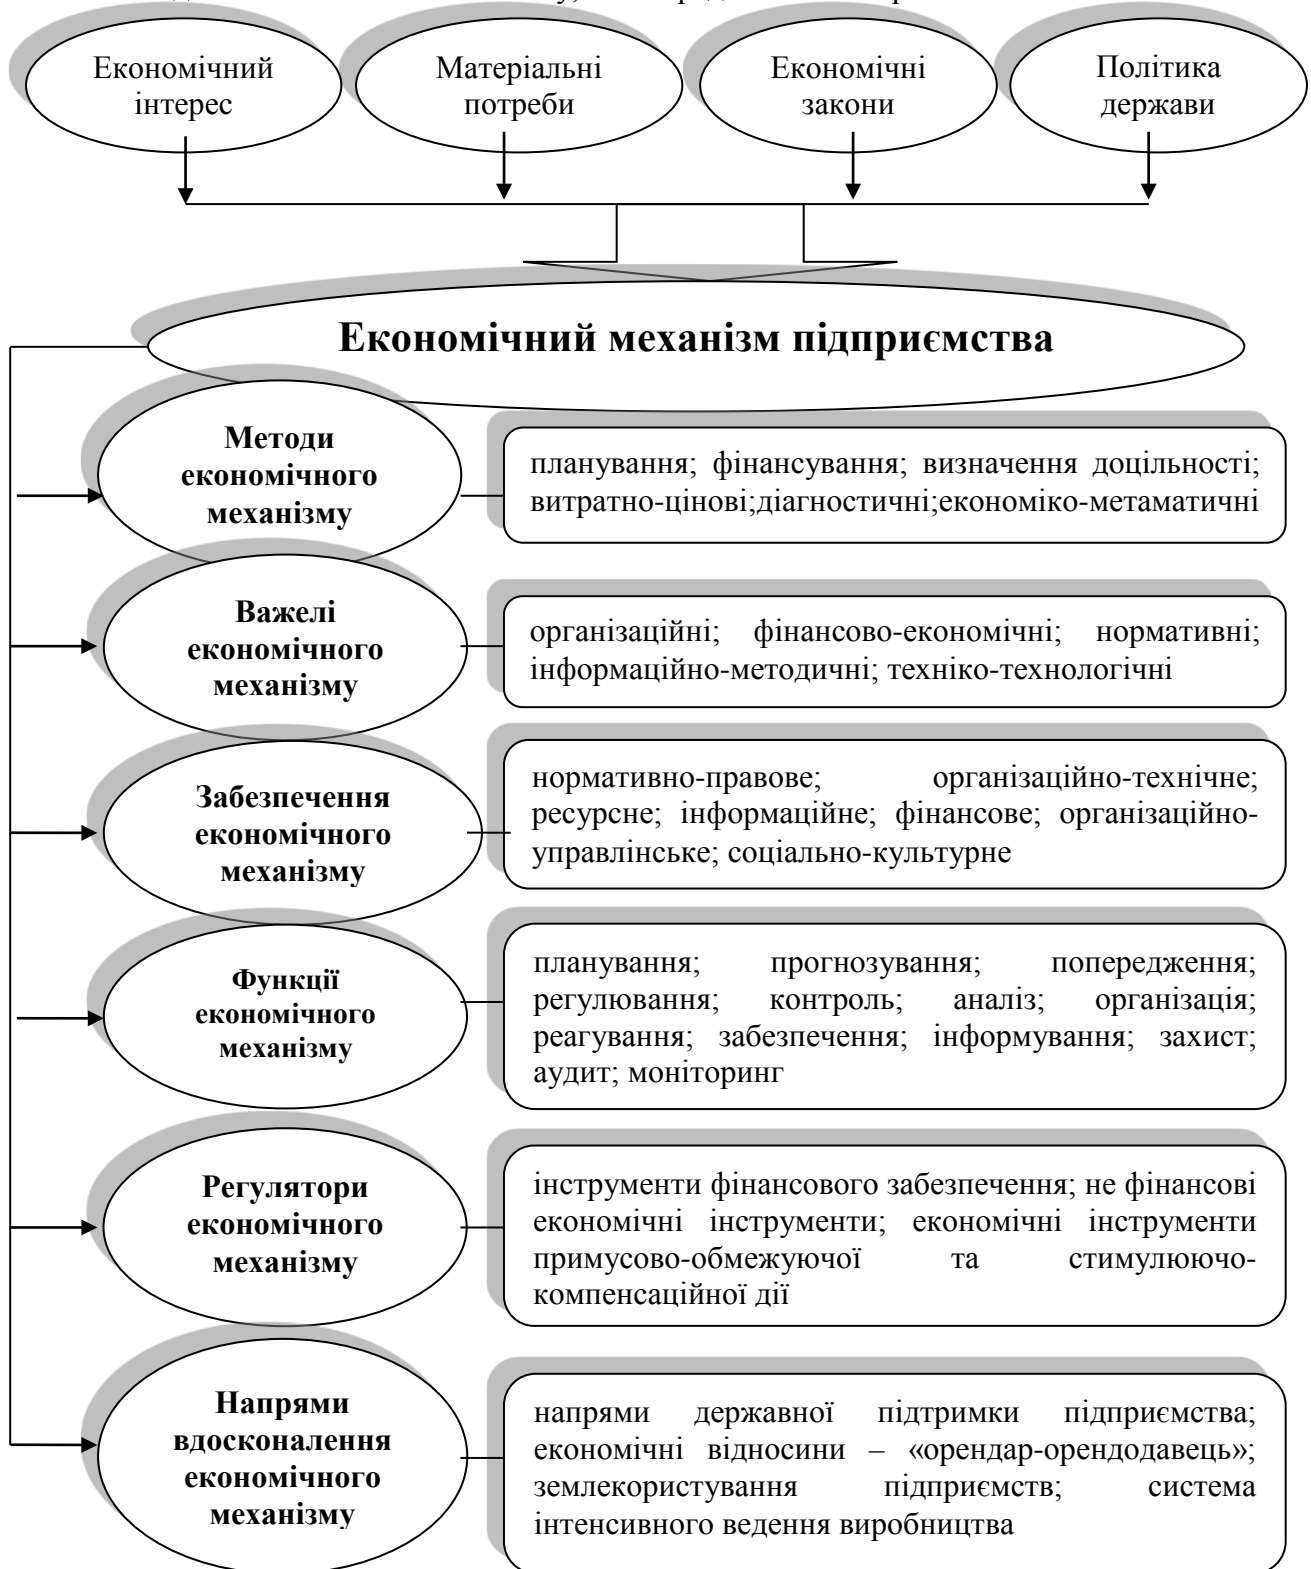 Економічний
інтерес
Матеріальні
потреби
Економічні
закони
Політика
держави
Економічний механізм підприємства
Методи
економічного
механізму
планування; фінансування; визначення доцільності;
витратно-цінові;діагностичні;економіко-метаматичні
Важелі
економічного
механізму
організаційні; фінансово-економічні; нормативні;
інформаційно-методичні; техніко-технологічні
Забезпечення
економічного
механізму
нормативно-правове; організаційно-технічне;
ресурсне; інформаційне; фінансове; організаційно-
управлінське; соціально-культурне
Функції
економічного
механізму
планування; прогнозування; попередження;
регулювання; контроль; аналіз; організація;
реагування; забезпечення; інформування; захист;
аудит; моніторинг
Регулятори
економічного
механізму
інструменти фінансового забезпечення; не фінансові
економічні інструменти; економічні інструменти
примусово-обмежуючої та стимулюючо-
компенсаційної дії
Напрями
вдосконалення
економічного
механізму
напрями державної підтримки підприємства;
економічні відносини – «орендар-орендодавець»;
землекористування підприємств; система
інтенсивного ведення виробництва